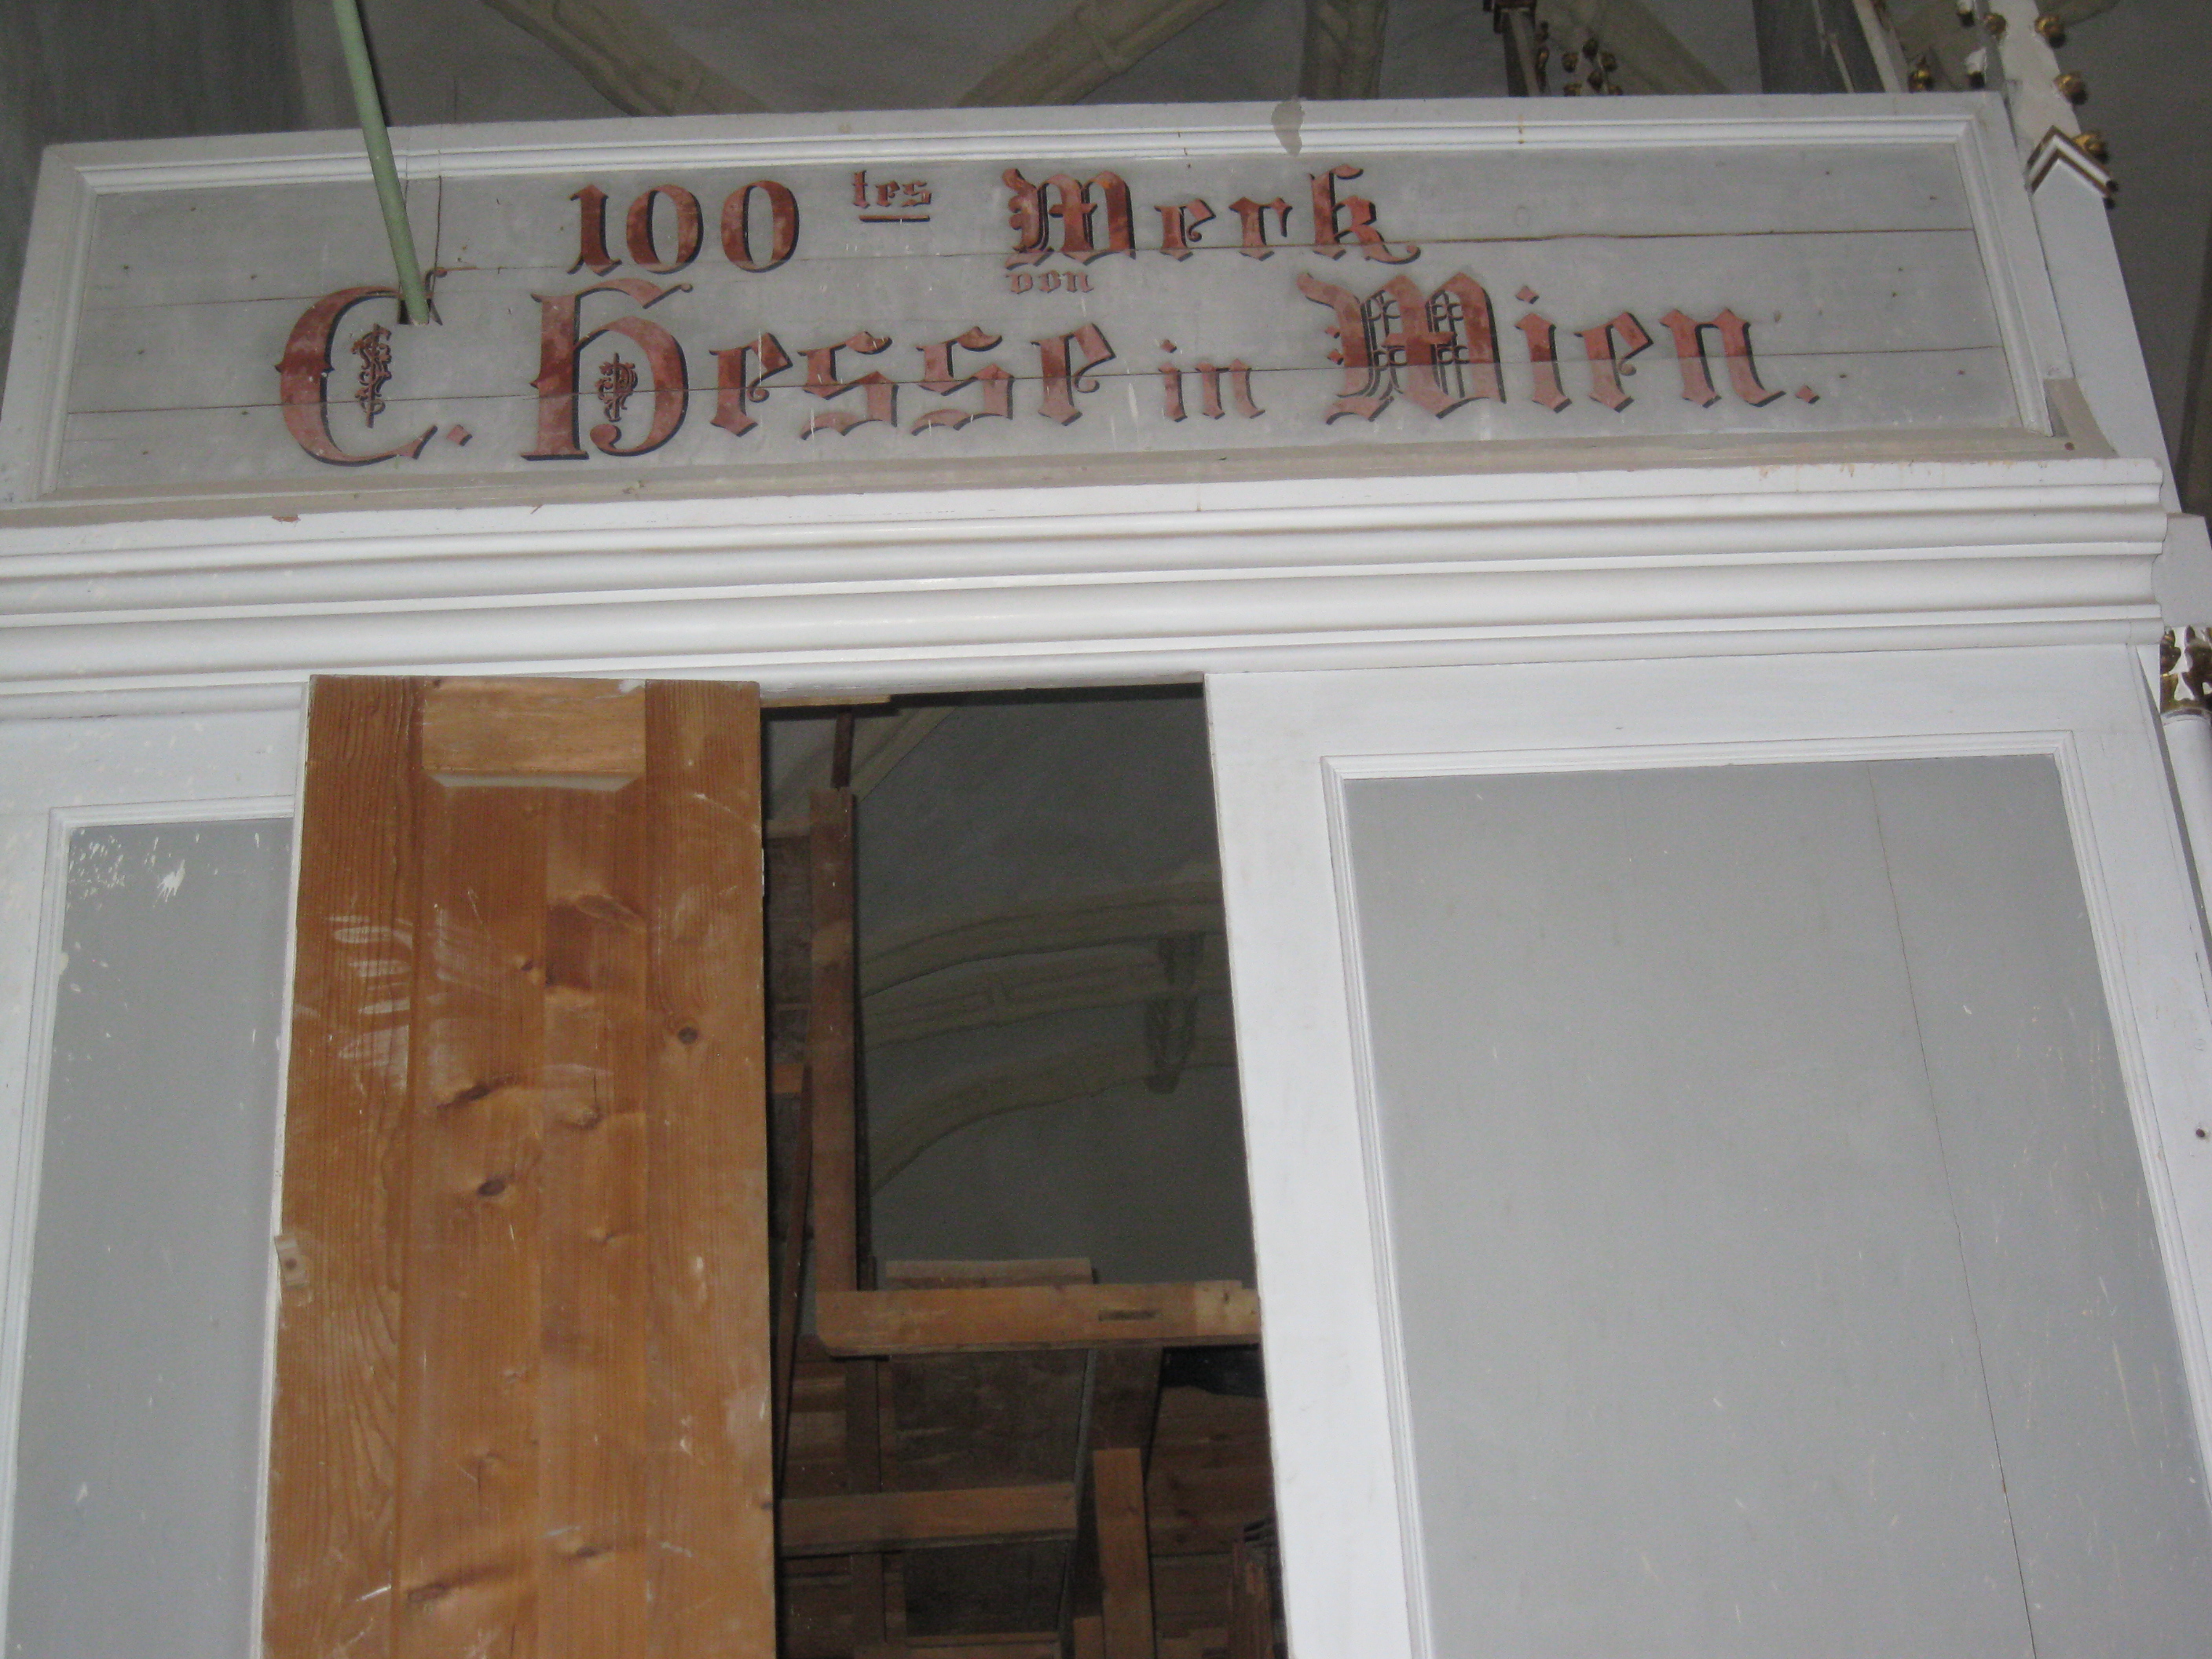 100 tes Werk
von
C. Hesse in Wien.